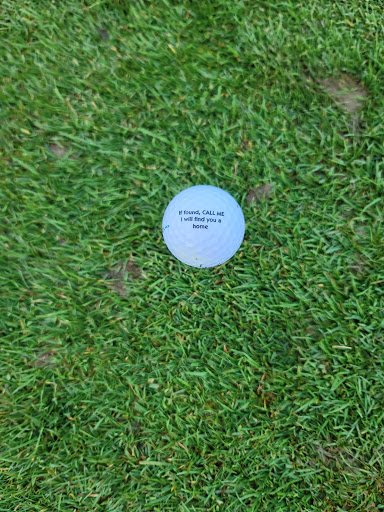 If found, CALL ME
I will find you a
home